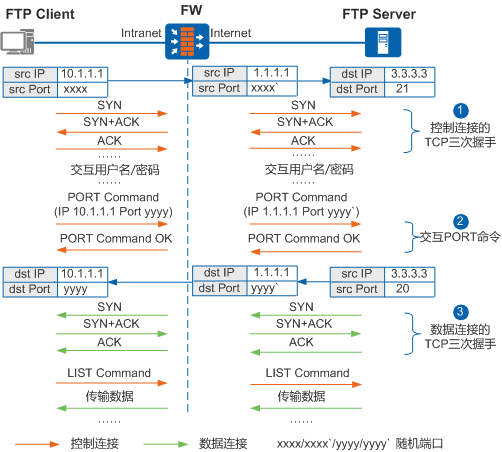 FTP Client
FW
FTP Server
Intranet
Internet
src IP 10.1.1.1
src Port xxxx
src IP 1.1.1.1
src Port xxxx`
dst IP 3.3.3.3
dst Port 21
SYN
SYN+ACK
ACK
......
交互用户名/密码
......
SYN
SYN+ACK
ACK
......
交互用户名/密码
......
1
控制连接的
TCP三次握手
PORT Command
(IP 10.1.1.1 Port yyyy)
PORT Command OK
PORT Command
(IP 1.1.1.1 Port yyyy`)
PORT Command OK
2
交互PORT命令
dst IP 10.1.1.1
dst Port yyyy
dst IP 1.1.1.1
dst Port yyyy`
src IP 3.3.3.3
src Port 20
SYN
SYN+ACK
ACK
SYN
SYN+ACK
ACK
3
数据连接的
TCP三次握手
LIST Command
传输数据
......
LIST Command
传输数据
......
控制连接
数据连接
xxxx/xxxx`/yyyy/yyyy` 随机端口